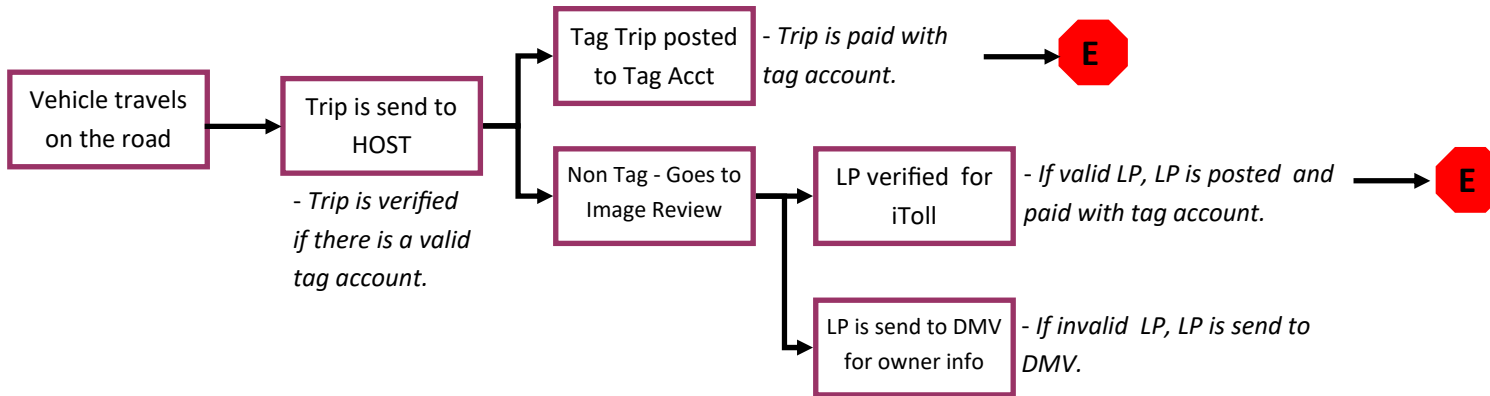 Vehicle travels
on the road
Trip is send to
HOST
- Trip is verified
if there is a valid
tag account.
Tag Trip posted
to Tag Acct
- Trip is paid with
tag account.
E
Non Tag - Goes to
Image Review
LP verified for
iToll
- If valid LP, LP is posted and
paid with tag account.
E
LP is send to DMV
for owner info
- If invalid LP, LP is send to
DMV.